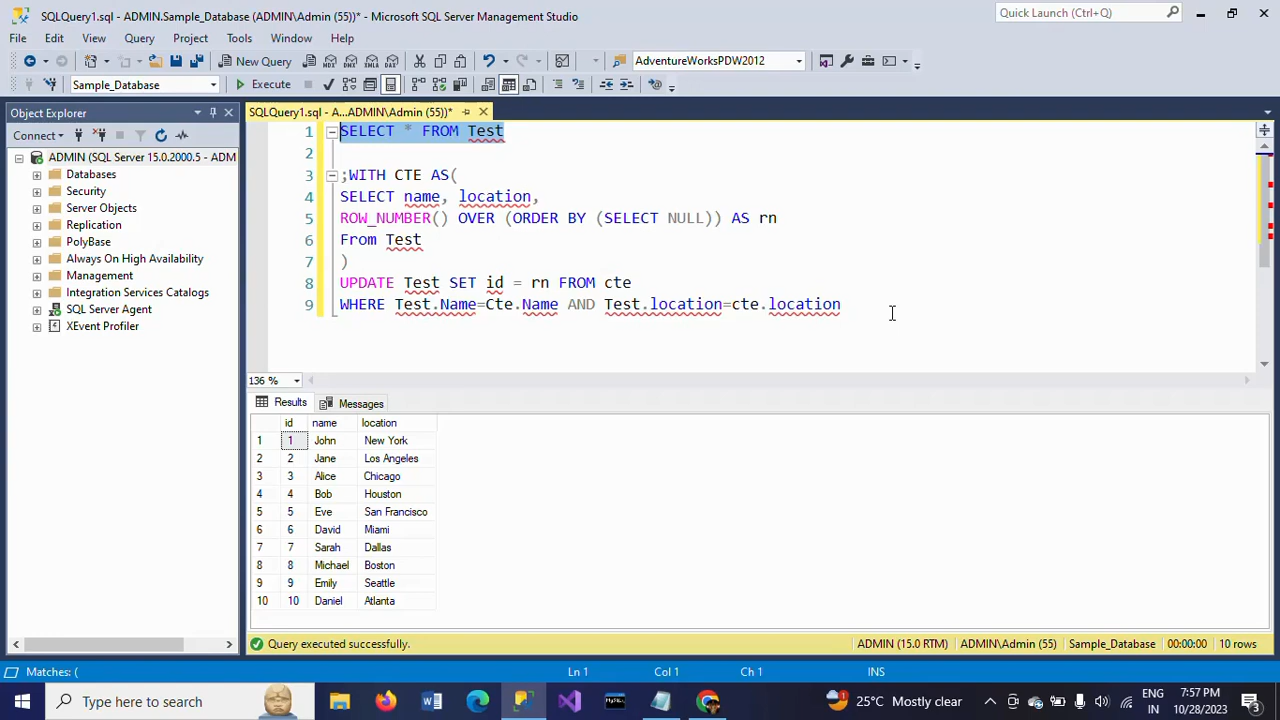 SQLQuery1.sql - ADMIN.Sample_Database (ADMIN\Admin (55))* - Microsoft SQL Server Management Studio
Quick Launch (Ctrl+Q)
File Edit View Query Project Tools Window Help
New Query
MDX DMX XMLA DAX
AdventureWorksPDW2012
Sample_Database
Execute
Object Explorer
SQLQuery1.sql - A...ADMIN\Admin (55))*
Connect
ADMIN (SQL Server 15.0.2000.5 - ADM
Databases
Security
Server Objects
Replication
PolyBase
Always On High Availability
Management
Integration Services Catalogs
SQL Server Agent
XEvent Profiler
1 SELECT * FROM Test
2
3 ;WITH CTE AS(
4 SELECT name, location,
5 ROW_NUMBER() OVER (ORDER BY (SELECT NULL)) AS rn
6 From Test
7 )
8 UPDATE Test SET id = rn FROM cte
9 WHERE Test.Name=Cte.Name AND Test.location=cte.location
136 %
Results Messages
id name location
1 1 John New York
2 2 Jane Los Angeles
3 3 Alice Chicago
4 4 Bob Houston
5 5 Eve San Francisco
6 6 David Miami
7 7 Sarah Dallas
8 8 Michael Boston
9 9 Emily Seattle
10 10 Daniel Atlanta
Query executed successfully.
ADMIN (15.0 RTM) ADMIN\Admin (55) Sample_Database 00:00:00 10 rows
Matches: ( Ln 1 Col 1 Ch 1 INS
Type here to search
MySQL
25°C Mostly clear
ENG
IN
7:57 PM
10/28/2023
3